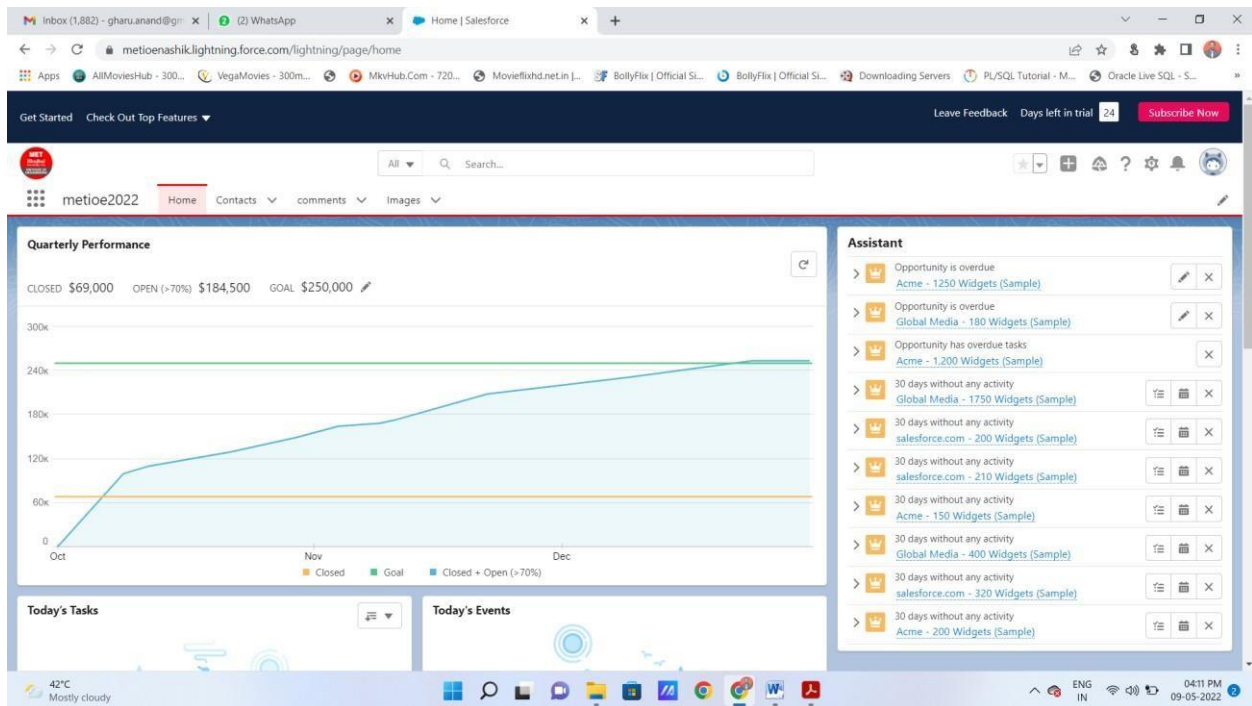 Inbox (1,882) - gharu.anand@gm
(2) WhatsApp
Home | Salesforce
metioenashik.lightning.force.com/lightning/page/home
Apps AllMoviesHub - 300... VegaMovies - 300m... MkvHub.Com - 720... Movieflixhd.net.in |... BollyFlix | Official Si... BollyFlix | Official Si... Downloading Servers PL/SQL Tutorial - M... Oracle Live SQL - S... »
Get Started Check Out Top Features Leave Feedback Days left in trial 24 Subscribe Now
MET
All Search...
metioe2022 Home Contacts comments Images
Quarterly Performance
CLOSED $69,000 OPEN (>70%) $184,500 GOAL $250,000
300K
240K
180K
120K
60K
0
Oct Nov Dec
Closed Goal Closed + Open (>70%)
Today's Tasks
Today's Events
Assistant
Opportunity is overdue
Acme - 1250 Widgets (Sample)
Opportunity is overdue
Global Media - 180 Widgets (Sample)
Opportunity has overdue tasks
Acme - 1,200 Widgets (Sample)
30 days without any activity
Global Media - 1750 Widgets (Sample)
30 days without any activity
salesforce.com - 200 Widgets (Sample)
30 days without any activity
salesforce.com - 210 Widgets (Sample)
30 days without any activity
Acme - 150 Widgets (Sample)
30 days without any activity
Global Media - 400 Widgets (Sample)
30 days without any activity
salesforce.com - 320 Widgets (Sample)
30 days without any activity
Acme - 200 Widgets (Sample)
42°C
Mostly cloudy
ENG
IN
04:11 PM
09-05-2022
2